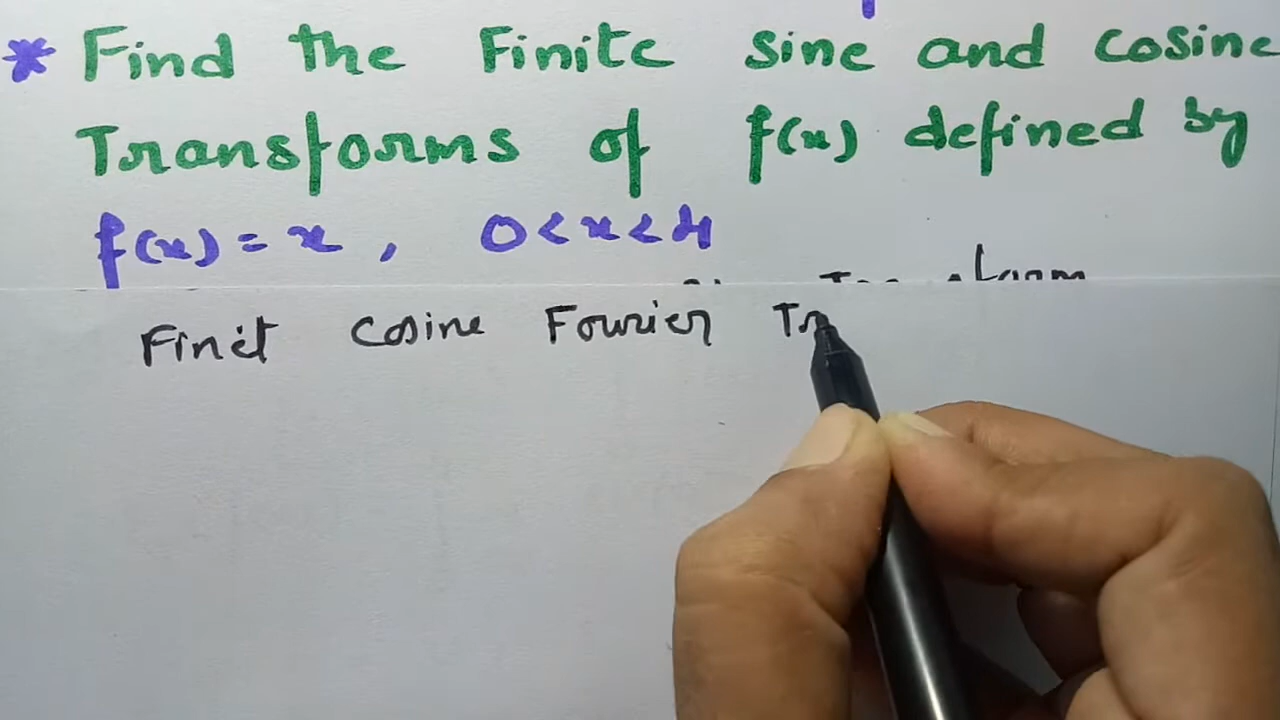 * Find the Finite sine and cosine
Transforms of f(x) defined by
f(x) = x , 0<x<4
Finit Cosine Fourier Tr